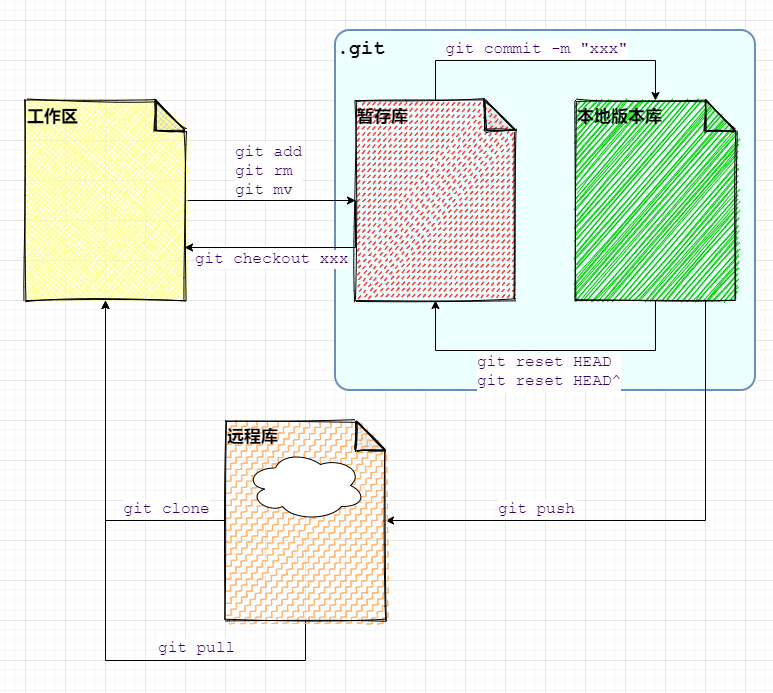 .git
git commit -m "xxx"
工作区
暂存库
本地版本库
git add
git rm
git mv
git checkout xxx
git reset HEAD
git reset HEAD^
远程库
git clone
git push
git pull